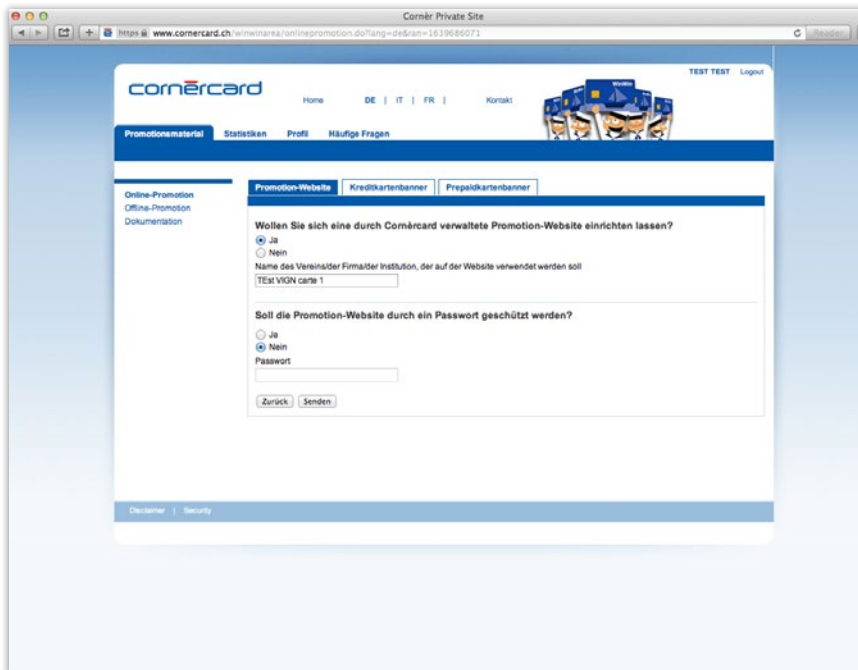 Cornèr Private Site
https www.cornercard.ch/winwinarea/onlinepromotion.do?lang=de&ran=1639686071
Reader
TEST TEST Logout
cornèrcard
Home DE | IT | FR | Kontakt
WinWin
Promotionsmaterial Statistiken Profil Häufige Fragen
Online-Promotion
Offline-Promotion
Dokumentation
Promotion-Website Kreditkartenbanner Prepaidkartenbanner
Wollen Sie sich eine durch Cornèrcard verwaltete Promotion-Website einrichten lassen?
Ja
Nein
Name des Vereins/der Firma/der Institution, der auf der Website verwendet werden soll
TEst VIGN carte 1
Soll die Promotion-Website durch ein Passwort geschützt werden?
Ja
Nein
Passwort
Zurück Senden
Disclaimer | Security